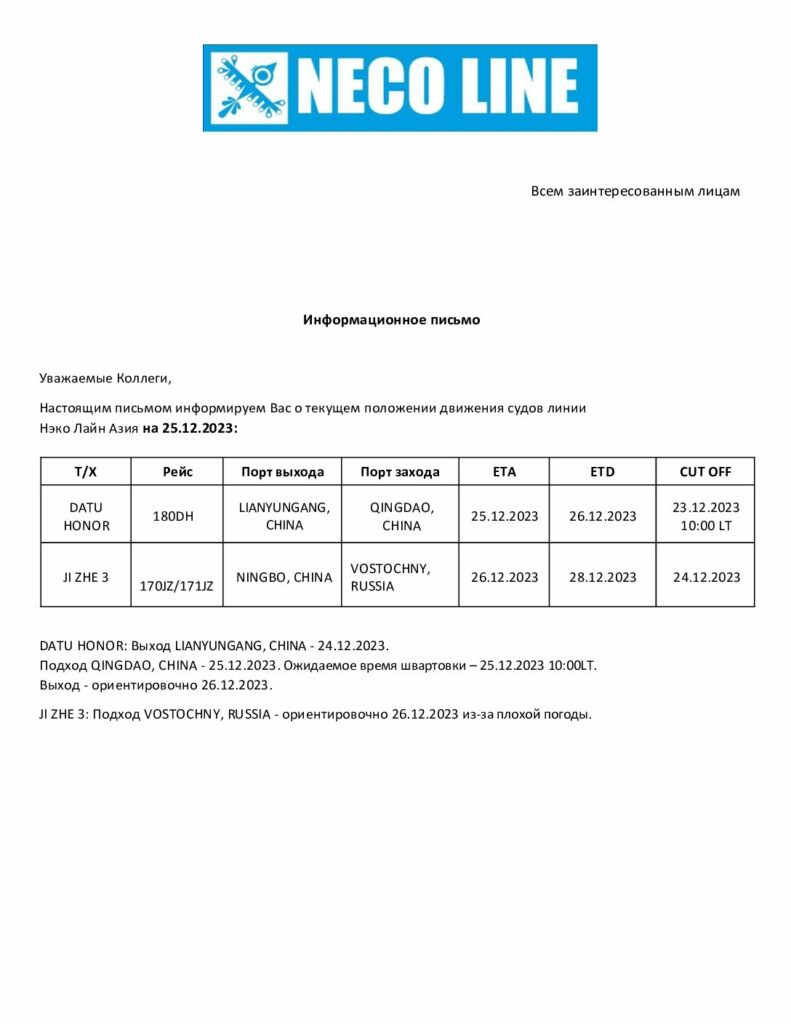 NECO LINE
Всем заинтересованным лицам
Информационное письмо
Уважаемые Коллеги,
Настоящим письмом информируем Вас о текущем положении движения судов линии
Нэко Лайн Азия на 25.12.2023:
Т/Х Рейс Порт выхода Порт захода ETA ETD CUT OFF
DATU HONOR 180DH LIANYUNGANG, CHINA QINGDAO, CHINA 25.12.2023 26.12.2023 23.12.2023 10:00 LT
JI ZHE 3 170JZ/171JZ NINGBO, CHINA VOSTOCHNY, RUSSIA 26.12.2023 28.12.2023 24.12.2023
DATU HONOR: Выход LIANYUNGANG, CHINA - 24.12.2023.
Подход QINGDAO, CHINA - 25.12.2023. Ожидаемое время швартовки – 25.12.2023 10:00LT.
Выход - ориентировочно 26.12.2023.
JI ZHE 3: Подход VOSTOCHNY, RUSSIA - ориентировочно 26.12.2023 из-за плохой погоды.